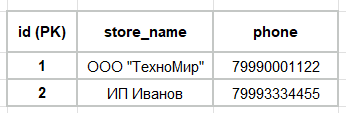 id (PK) store_name phone
1 ООО "ТехноМир" 79990001122
2 ИП Иванов 79993334455